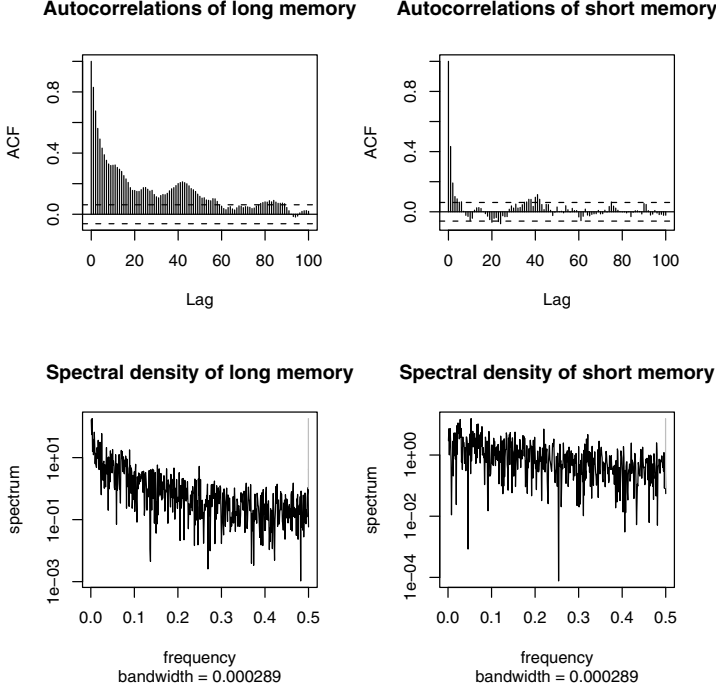 Autocorrelations of long memory
ACF
0.8
0.4
0.0
0 20 40 60 80 100
Lag
Autocorrelations of short memory
ACF
0.8
0.4
0.0
0 20 40 60 80 100
Lag
Spectral density of long memory
spectrum
1e+01
1e−01
1e−03
0.0 0.1 0.2 0.3 0.4 0.5
frequency
bandwidth = 0.000289
Spectral density of short memory
spectrum
1e+00
1e−02
1e−04
0.0 0.1 0.2 0.3 0.4 0.5
frequency
bandwidth = 0.000289